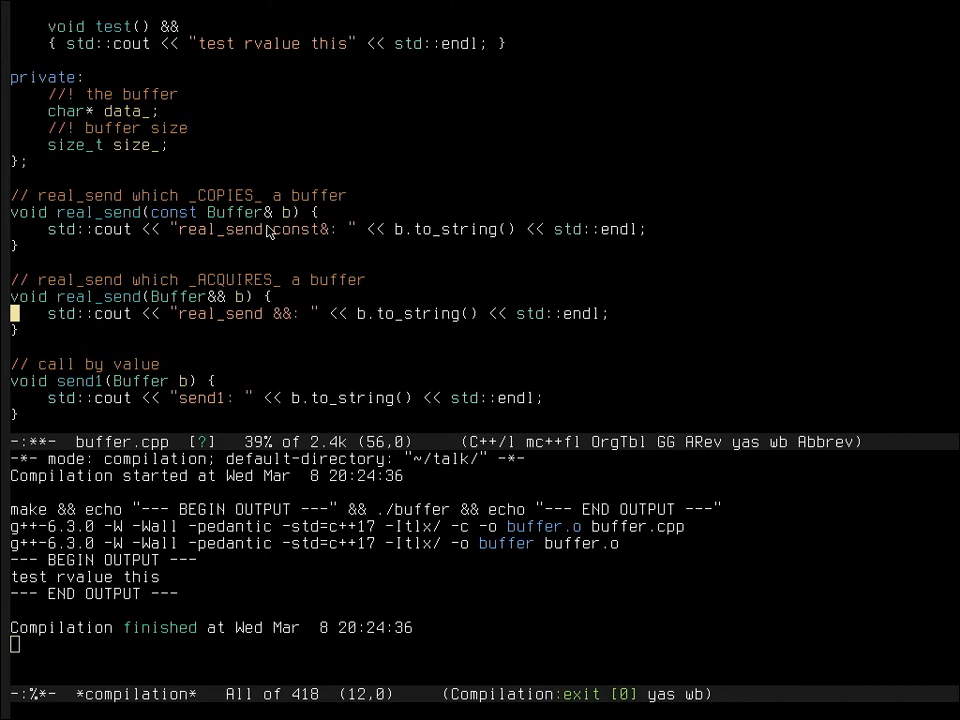 void test() &&
{ std::cout << "test rvalue this" << std::endl; }
private:
//! the buffer
char* data_;
//! buffer size
size_t size_;
};
// real_send which _COPIES_ a buffer
void real_send(const Buffer& b) {
std::cout << "real_send const&: " << b.to_string() << std::endl;
}
// real_send which _ACQUIRES_ a buffer
void real_send(Buffer&& b) {
std::cout << "real_send &&: " << b.to_string() << std::endl;
}
// call by value
void send1(Buffer b) {
std::cout << "send1: " << b.to_string() << std::endl;
}
-:**-  buffer.cpp  [?]   39% of 2.4k (56,0)     (C++/l mc++fl OrgTbl GG ARev yas wb Abbrev)
-*- mode: compilation; default-directory: "~/talk/" -*-
Compilation started at Wed Mar  8 20:24:36
make && echo "--- BEGIN OUTPUT ---" && ./buffer && echo "--- END OUTPUT ---"
g++-6.3.0 -W -Wall -pedantic -std=c++17 -Itlx/ -c -o buffer.o buffer.cpp
g++-6.3.0 -W -Wall -pedantic -std=c++17 -Itlx/ -o buffer buffer.o
--- BEGIN OUTPUT ---
test rvalue this
--- END OUTPUT ---
Compilation finished at Wed Mar  8 20:24:36
-:%*-  *compilation*   All of 418  (12,0)     (Compilation:exit [0] yas wb)